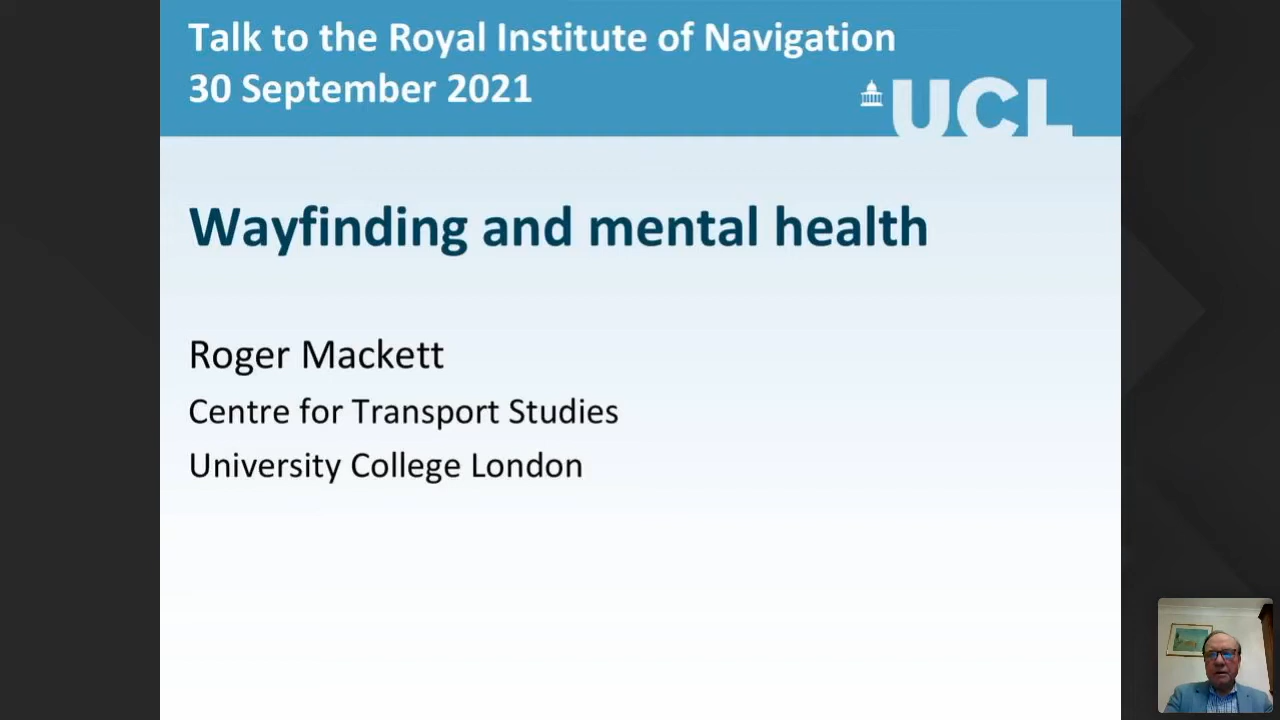 Talk to the Royal Institute of Navigation
30 September 2021
UCL
Wayfinding and mental health
Roger Mackett
Centre for Transport Studies
University College London